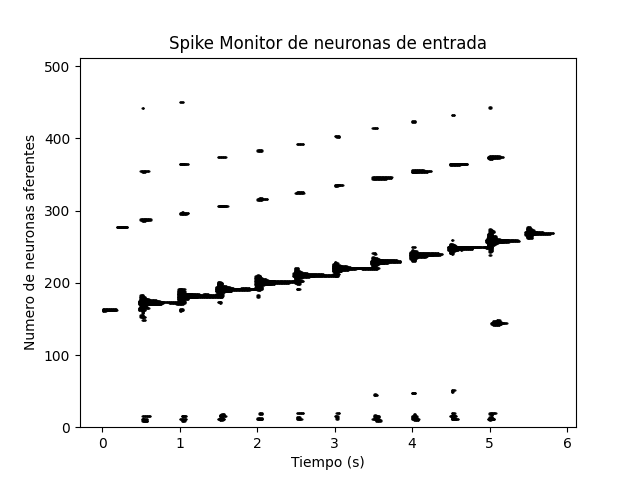 Spike Monitor de neuronas de entrada
500
400
300
200
100
0
Numero de neuronas aferentes
0 1 2 3 4 5 6
Tiempo (s)